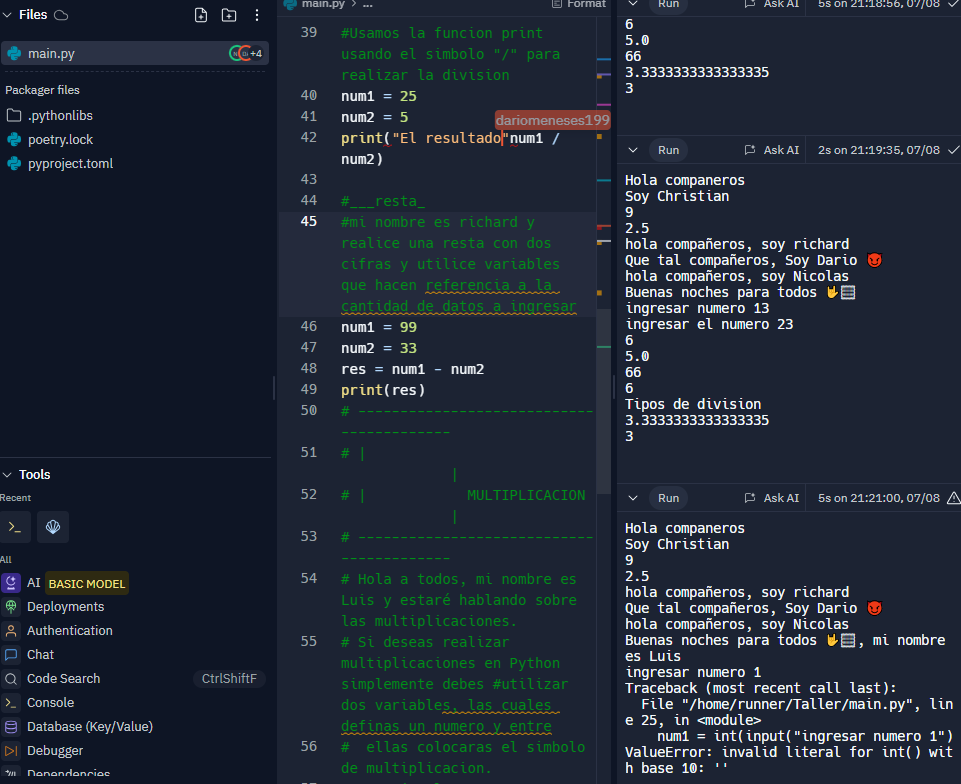 Files
main.py
+4
Packager files
.pythonlibs
poetry.lock
pyproject.toml
Tools
Recent
All
AI BASIC MODEL
Deployments
Authentication
Chat
Code Search CtrlShiftF
Console
Database (Key/Value)
Debugger
Dependencies
main.py > ...
Format
39 #Usamos la funcion print
usando el simbolo "/" para
realizar la division
40 num1 = 25
41 num2 = 5
dariomeneses199
42 print("El resultado"num1 /
num2)
43
44 #___resta_
45 #mi nombre es richard y
realice una resta con dos
cifras y utilice variables
que hacen referencia a la
cantidad de datos a ingresar
46 num1 = 99
47 num2 = 33
48 res = num1 - num2
49 print(res)
50 # ---------------------------
-------------
51 # |
|
52 # | MULTIPLICACION
|
53 # ---------------------------
-------------
54 # Hola a todos, mi nombre es
Luis y estaré hablando sobre
las multiplicaciones.
55 # Si deseas realizar
multiplicaciones en Python
simplemente debes #utilizar
dos variables, las cuales
definas un numero y entre
56 # ellas colocaras el simbolo
de multiplicacion.
Run Ask AI 5s on 21:18:56, 07/08
6
5.0
66
3.3333333333333335
3
Run Ask AI 2s on 21:19:35, 07/08
Hola companeros
Soy Christian
9
2.5
hola compañeros, soy richard
Que tal compañeros, Soy Dario 👿
hola compañeros, soy Nicolas
Buenas noches para todos
ingresar numero 13
ingresar el numero 23
6
5.0
66
6
Tipos de division
3.3333333333333335
3
Run Ask AI 5s on 21:21:00, 07/08
Hola companeros
Soy Christian
9
2.5
hola compañeros, soy richard
Que tal compañeros, Soy Dario 👿
hola compañeros, soy Nicolas
Buenas noches para todos , mi nombre
es Luis
ingresar numero 1
Traceback (most recent call last):
File "/home/runner/Taller/main.py", lin
e 25, in <module>
num1 = int(input("ingresar numero 1")
ValueError: invalid literal for int() wit
h base 10: ''